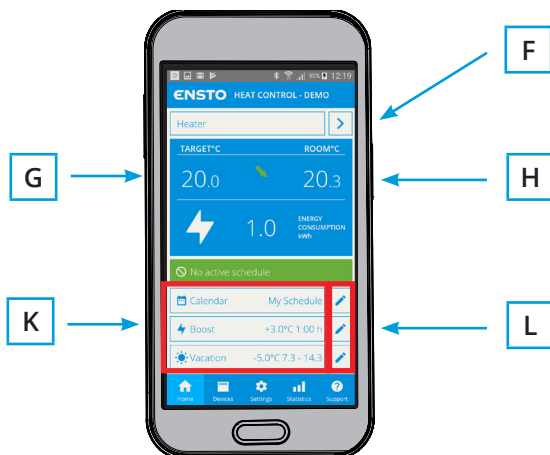 F
95% 12:19
ENSTO HEAT CONTROL - DEMO
Heater
TARGET°C ROOM°C
G
20.0 20.3
H
1.0 ENERGY CONSUMPTION kWh
No active schedule
Calendar My Schedule
K
Boost +3.0°C 1:00 h
L
Vacation -5.0°C 7.3 - 14.3
Home Devices Settings Statistics Support